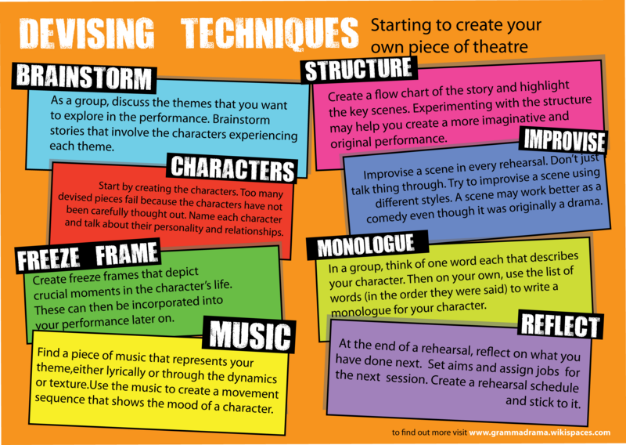 DEVISING TECHNIQUES
Starting to create your
own piece of theatre
BRAINSTORM
As a group, discuss the themes that you want
to explore in the performance. Brainstorm
stories that involve the characters experiencing
each theme.
STRUCTURE
Create a flow chart of the story and highlight
the key scenes. Experimenting with the structure
may help you create a more imaginative and
original performance.
CHARACTERS
Start by creating the characters. Too many
devised pieces fail because the characters have not
been carefully thought out. Name each character
and talk about their personality and relationships.
IMPROVISE
Improvise a scene in every rehearsal. Don't just
talk thing through. Try to improvise a scene using
different styles. A scene may work better as a
comedy even though it was originally a drama.
FREEZE FRAME
Create freeze frames that depict
crucial moments in the character's life.
These can then be incorporated into
your performance later on.
MONOLOGUE
In a group, think of one word each that describes
your character. Then on your own, use the list of
words (in the order they were said) to write a
monologue for your character.
MUSIC
Find a piece of music that represents your
theme,either lyrically or through the dynamics
or texture.Use the music to create a movement
sequence that shows the mood of a character.
REFLECT
At the end of a rehearsal, reflect on what you
have done next. Set aims and assign jobs for
the next session. Create a rehearsal schedule
and stick to it.
to find out more visit www.grammadrama.wikispaces.com